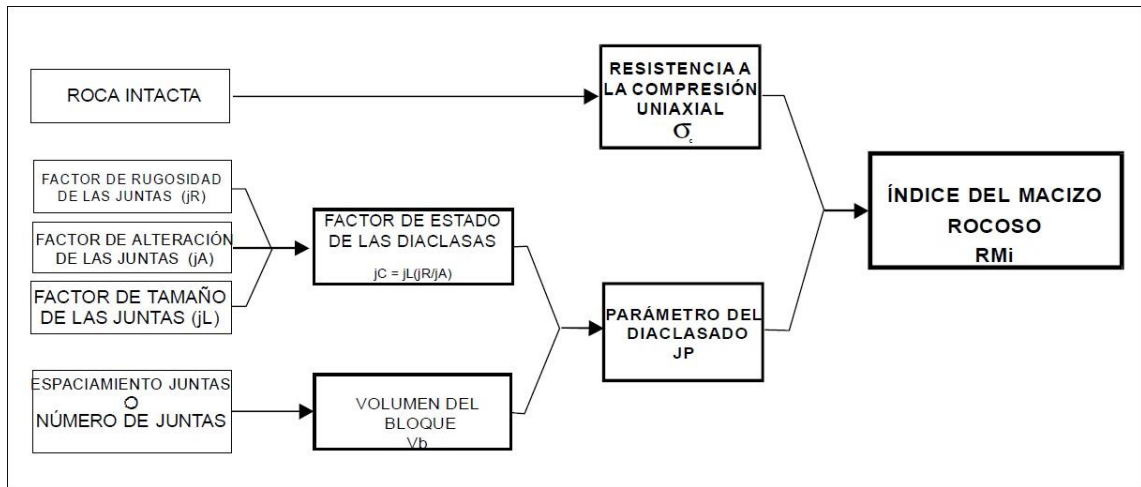 ROCA INTACTA
RESISTENCIA A
LA COMPRESIÓN
UNIAXIAL
σc
FACTOR DE RUGOSIDAD
DE LAS JUNTAS (jR)
FACTOR DE ALTERACIÓN
DE LAS JUNTAS (jA)
FACTOR DE TAMAÑO
DE LAS JUNTAS (jL)
FACTOR DE ESTADO
DE LAS DIACLASAS
jC = jL(jR/jA)
ESPACIAMIENTO JUNTAS
O
NÚMERO DE JUNTAS
VOLUMEN DEL
BLOQUE
Vb
PARÁMETRO DEL
DIACLASADO
JP
ÍNDICE DEL MACIZO
ROCOSO
RMi